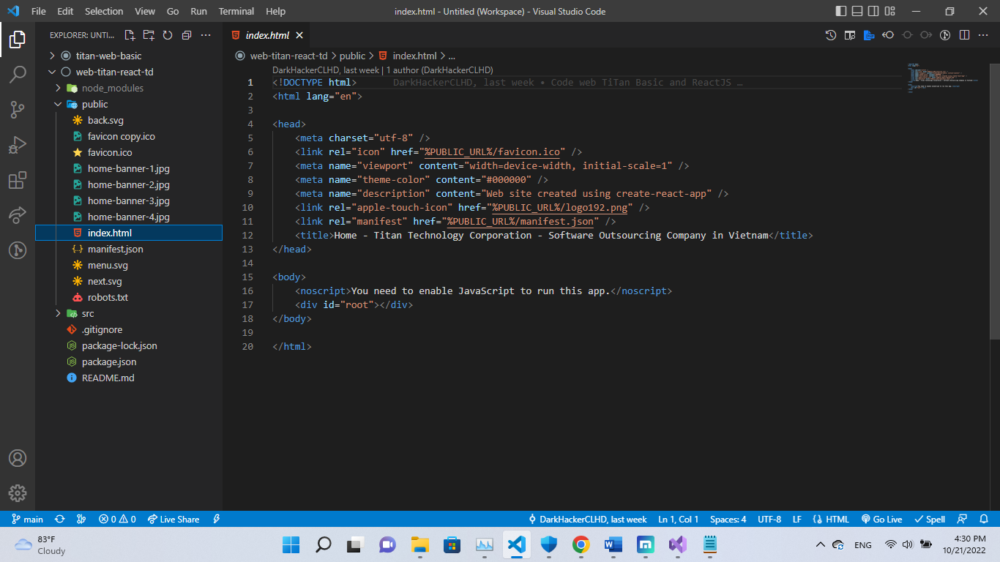 File Edit Selection View Go Run Terminal Help
index.html - Untitled (Workspace) - Visual Studio Code
EXPLORER: UNTI...
titan-web-basic
web-titan-react-td
node_modules
public
back.svg
favicon copy.ico
favicon.ico
home-banner-1.jpg
home-banner-2.jpg
home-banner-3.jpg
home-banner-4.jpg
index.html
manifest.json
menu.svg
next.svg
robots.txt
src
.gitignore
package-lock.json
package.json
README.md
index.html
web-titan-react-td > public > index.html > ...
DarkHackerCLHD, last week | 1 author (DarkHackerCLHD)
1 <!DOCTYPE html> DarkHackerCLHD, last week • Code web TiTan Basic and ReactJS …
2 <html lang="en">
3
4 <head>
5 <meta charset="utf-8" />
6 <link rel="icon" href="%PUBLIC_URL%/favicon.ico" />
7 <meta name="viewport" content="width=device-width, initial-scale=1" />
8 <meta name="theme-color" content="#000000" />
9 <meta name="description" content="Web site created using create-react-app" />
10 <link rel="apple-touch-icon" href="%PUBLIC_URL%/logo192.png" />
11 <link rel="manifest" href="%PUBLIC_URL%/manifest.json" />
12 <title>Home - Titan Technology Corporation - Software Outsourcing Company in Vietnam</title>
13 </head>
14
15 <body>
16 <noscript>You need to enable JavaScript to run this app.</noscript>
17 <div id="root"></div>
18 </body>
19
20 </html>
main 0 0 Live Share
DarkHackerCLHD, last week Ln 1, Col 1 Spaces: 4 UTF-8 LF HTML Go Live Spell
83°F
Cloudy
ENG
4:30 PM
10/21/2022